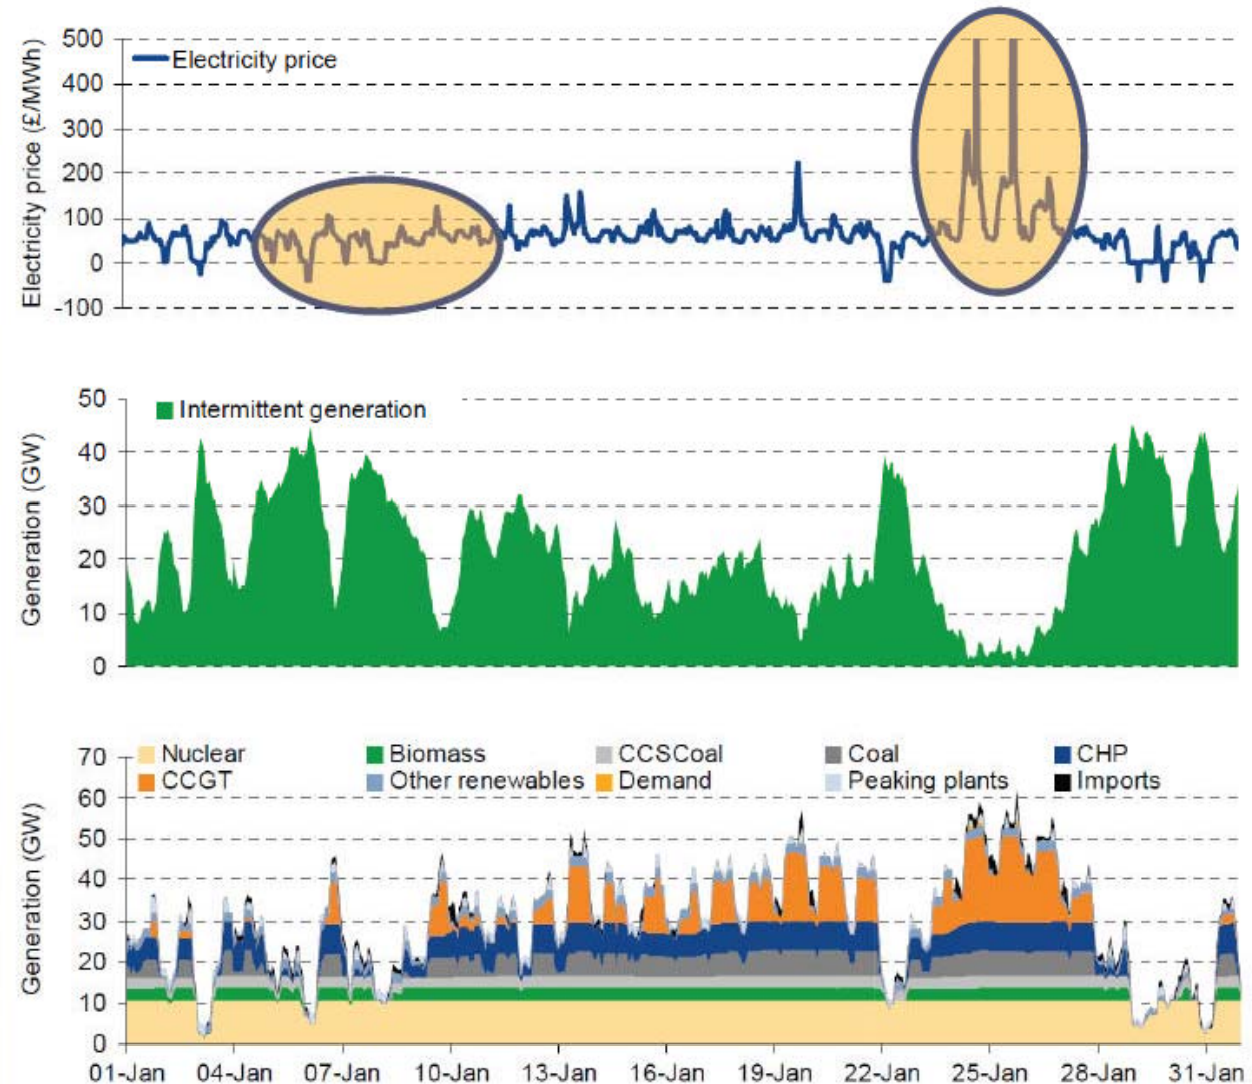 Electricity price (£/MWh)
500
400
300
200
100
0
-100
Electricity price
Generation (GW)
50
40
30
20
10
0
Intermittent generation
Generation (GW)
70
60
50
40
30
20
10
0
Nuclear Biomass CCSCoal Coal CHP
CCGT Other renewables Demand Peaking plants Imports
01-Jan 04-Jan 07-Jan 10-Jan 13-Jan 16-Jan 19-Jan 22-Jan 25-Jan 28-Jan 31-Jan